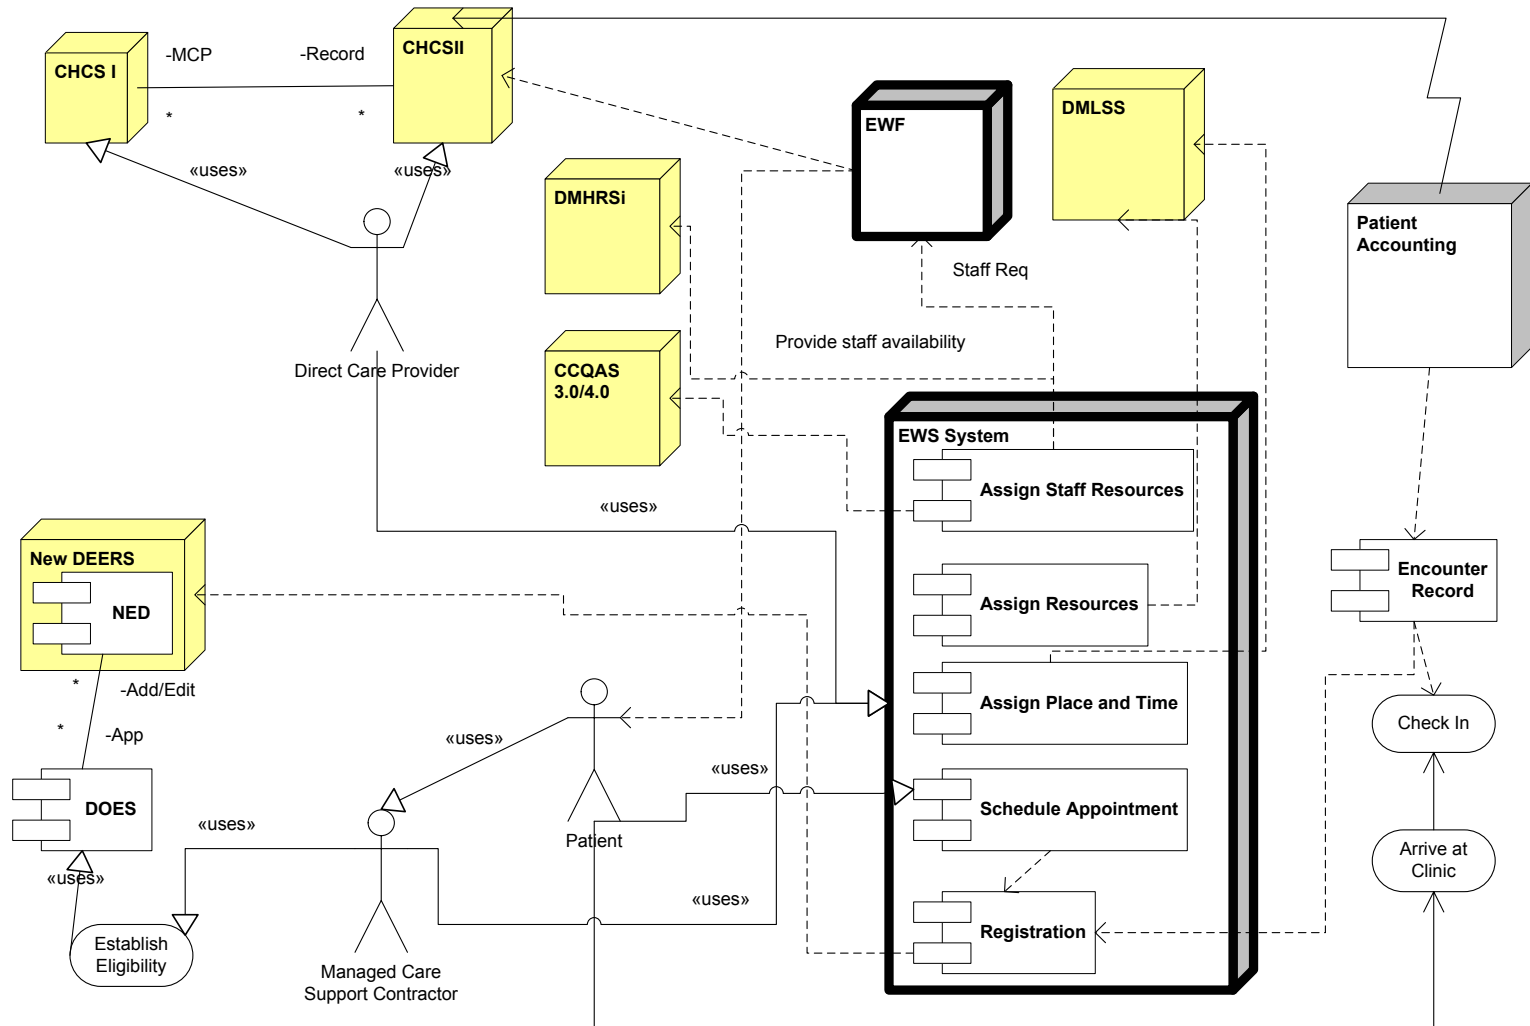 CHCS I
-MCP
-Record
*
*
CHCSII
«uses»
«uses»
EWF
DMLSS
DMHRSi
Patient
Accounting
Staff Req
Direct Care Provider
Provide staff availability
CCQAS
3.0/4.0
EWS System
Assign Staff Resources
«uses»
New DEERS
NED
Assign Resources
Encounter
Record
*
-Add/Edit
*
-App
Assign Place and Time
Check In
«uses»
«uses»
DOES
Schedule Appointment
«uses»
Patient
Arrive at
Clinic
«uses»
«uses»
Registration
Establish
Eligibility
Managed Care
Support Contractor